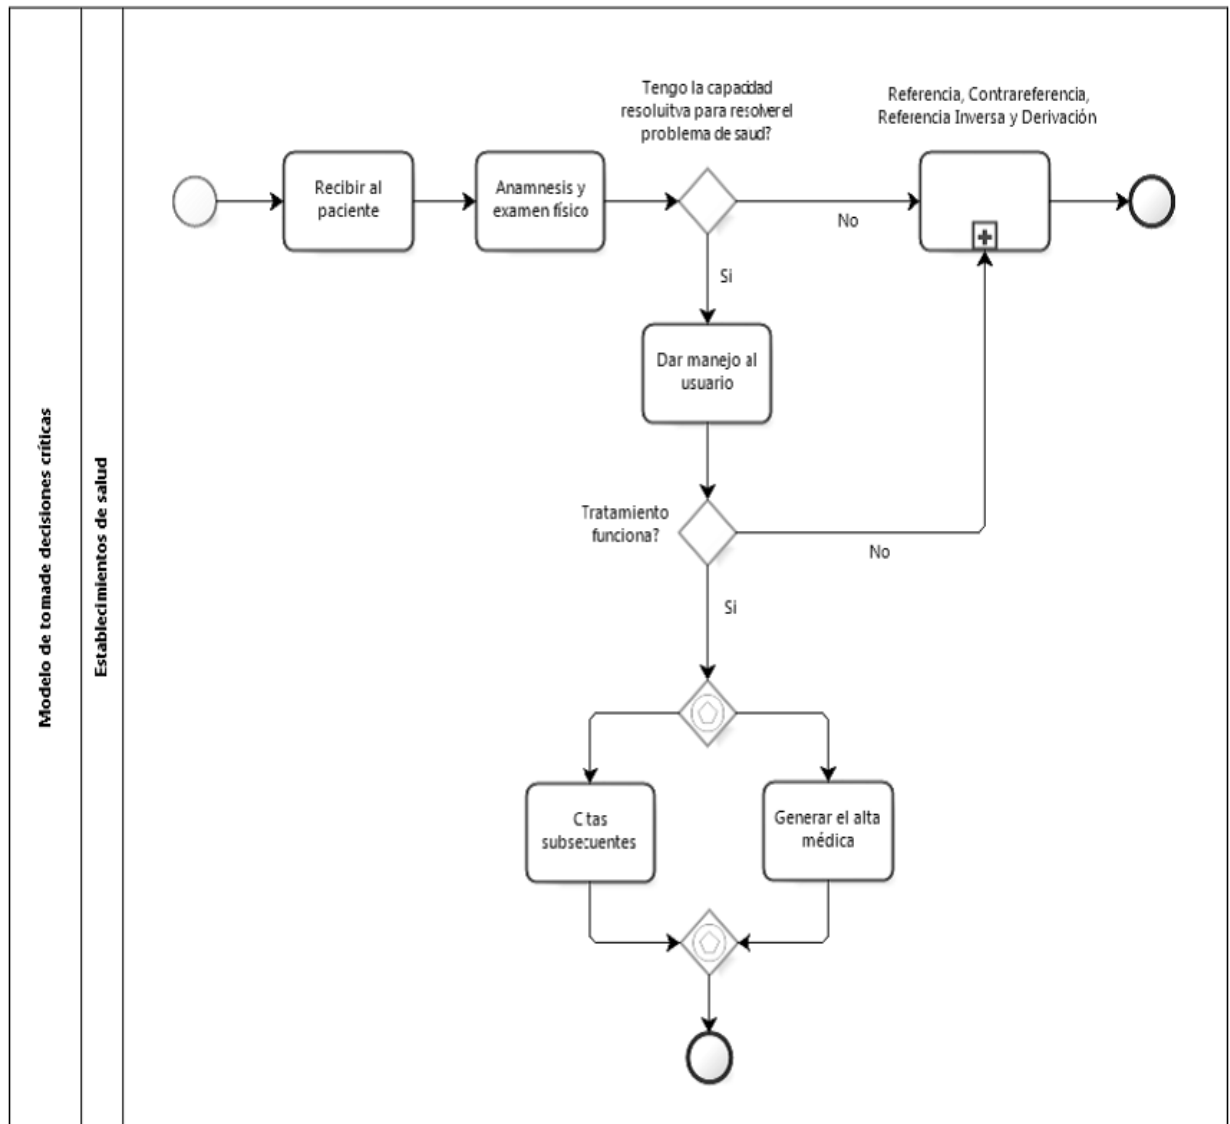 Modelo de tomade decisiones críticas
Establecimientos de salud
Tengo la capacidad
resoluitva para resolverel
problema de saud?
Referencia, Contrareferencia,
Referencia Inversa y Derivación
Recibir al
paciente
Anamnesis y
examen físico
No
Si
Dar manejo al
usuario
Tratamiento
funciona?
No
Si
C tas
subsecuentes
Generar el alta
médica